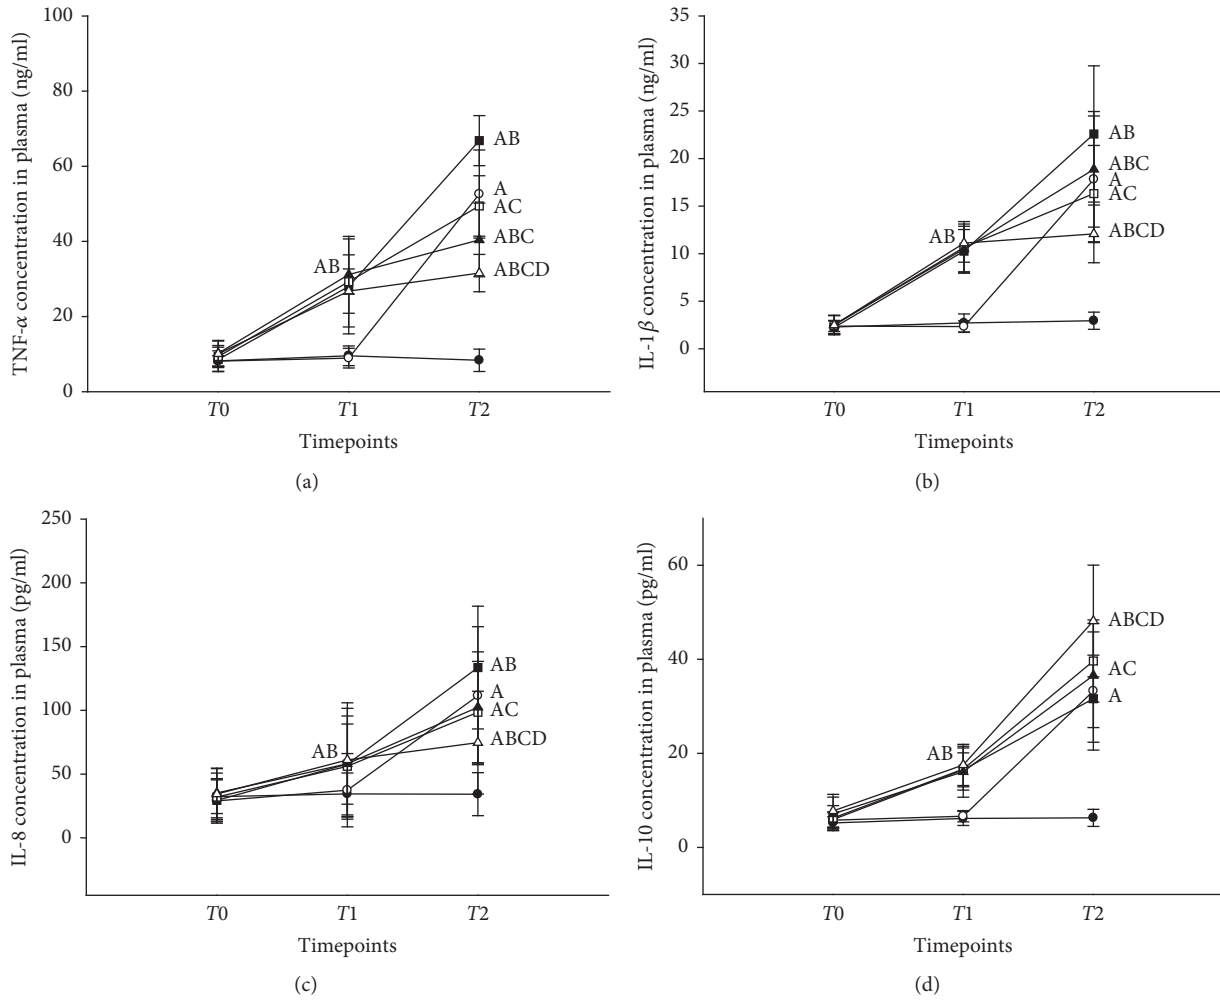 TNF-α concentration in plasma (ng/ml)
100
80
60
40
20
0
AB
A
AC
ABC
ABCD
AB
T0 T1 T2
Timepoints
(a)
IL-1β concentration in plasma (ng/ml)
35
30
25
20
15
10
5
0
AB
ABC
A
AC
ABCD
AB
T0 T1 T2
Timepoints
(b)
IL-8 concentration in plasma (pg/ml)
250
200
150
100
50
0
AB
A
AC
ABCD
AB
T0 T1 T2
Timepoints
(c)
IL-10 concentration in plasma (pg/ml)
60
40
20
0
ABCD
AC
A
AB
T0 T1 T2
Timepoints
(d)